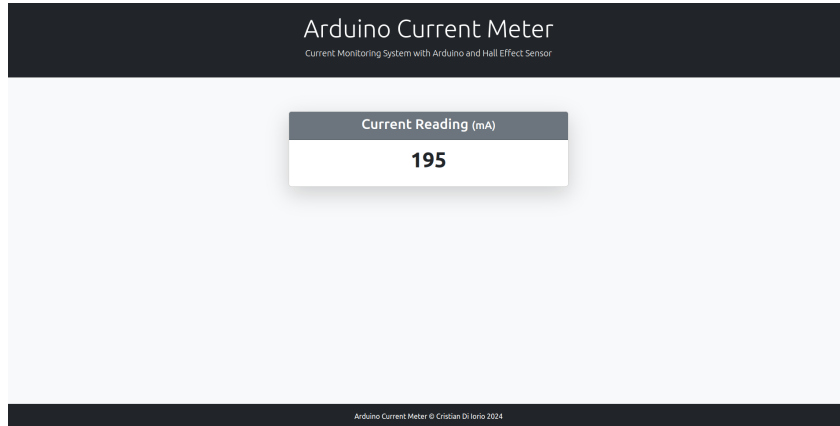 Arduino Current Meter
Current Monitoring System with Arduino and Hall Effect Sensor
Current Reading (mA)
195
Arduino Current Meter © Cristian Di Iorio 2024